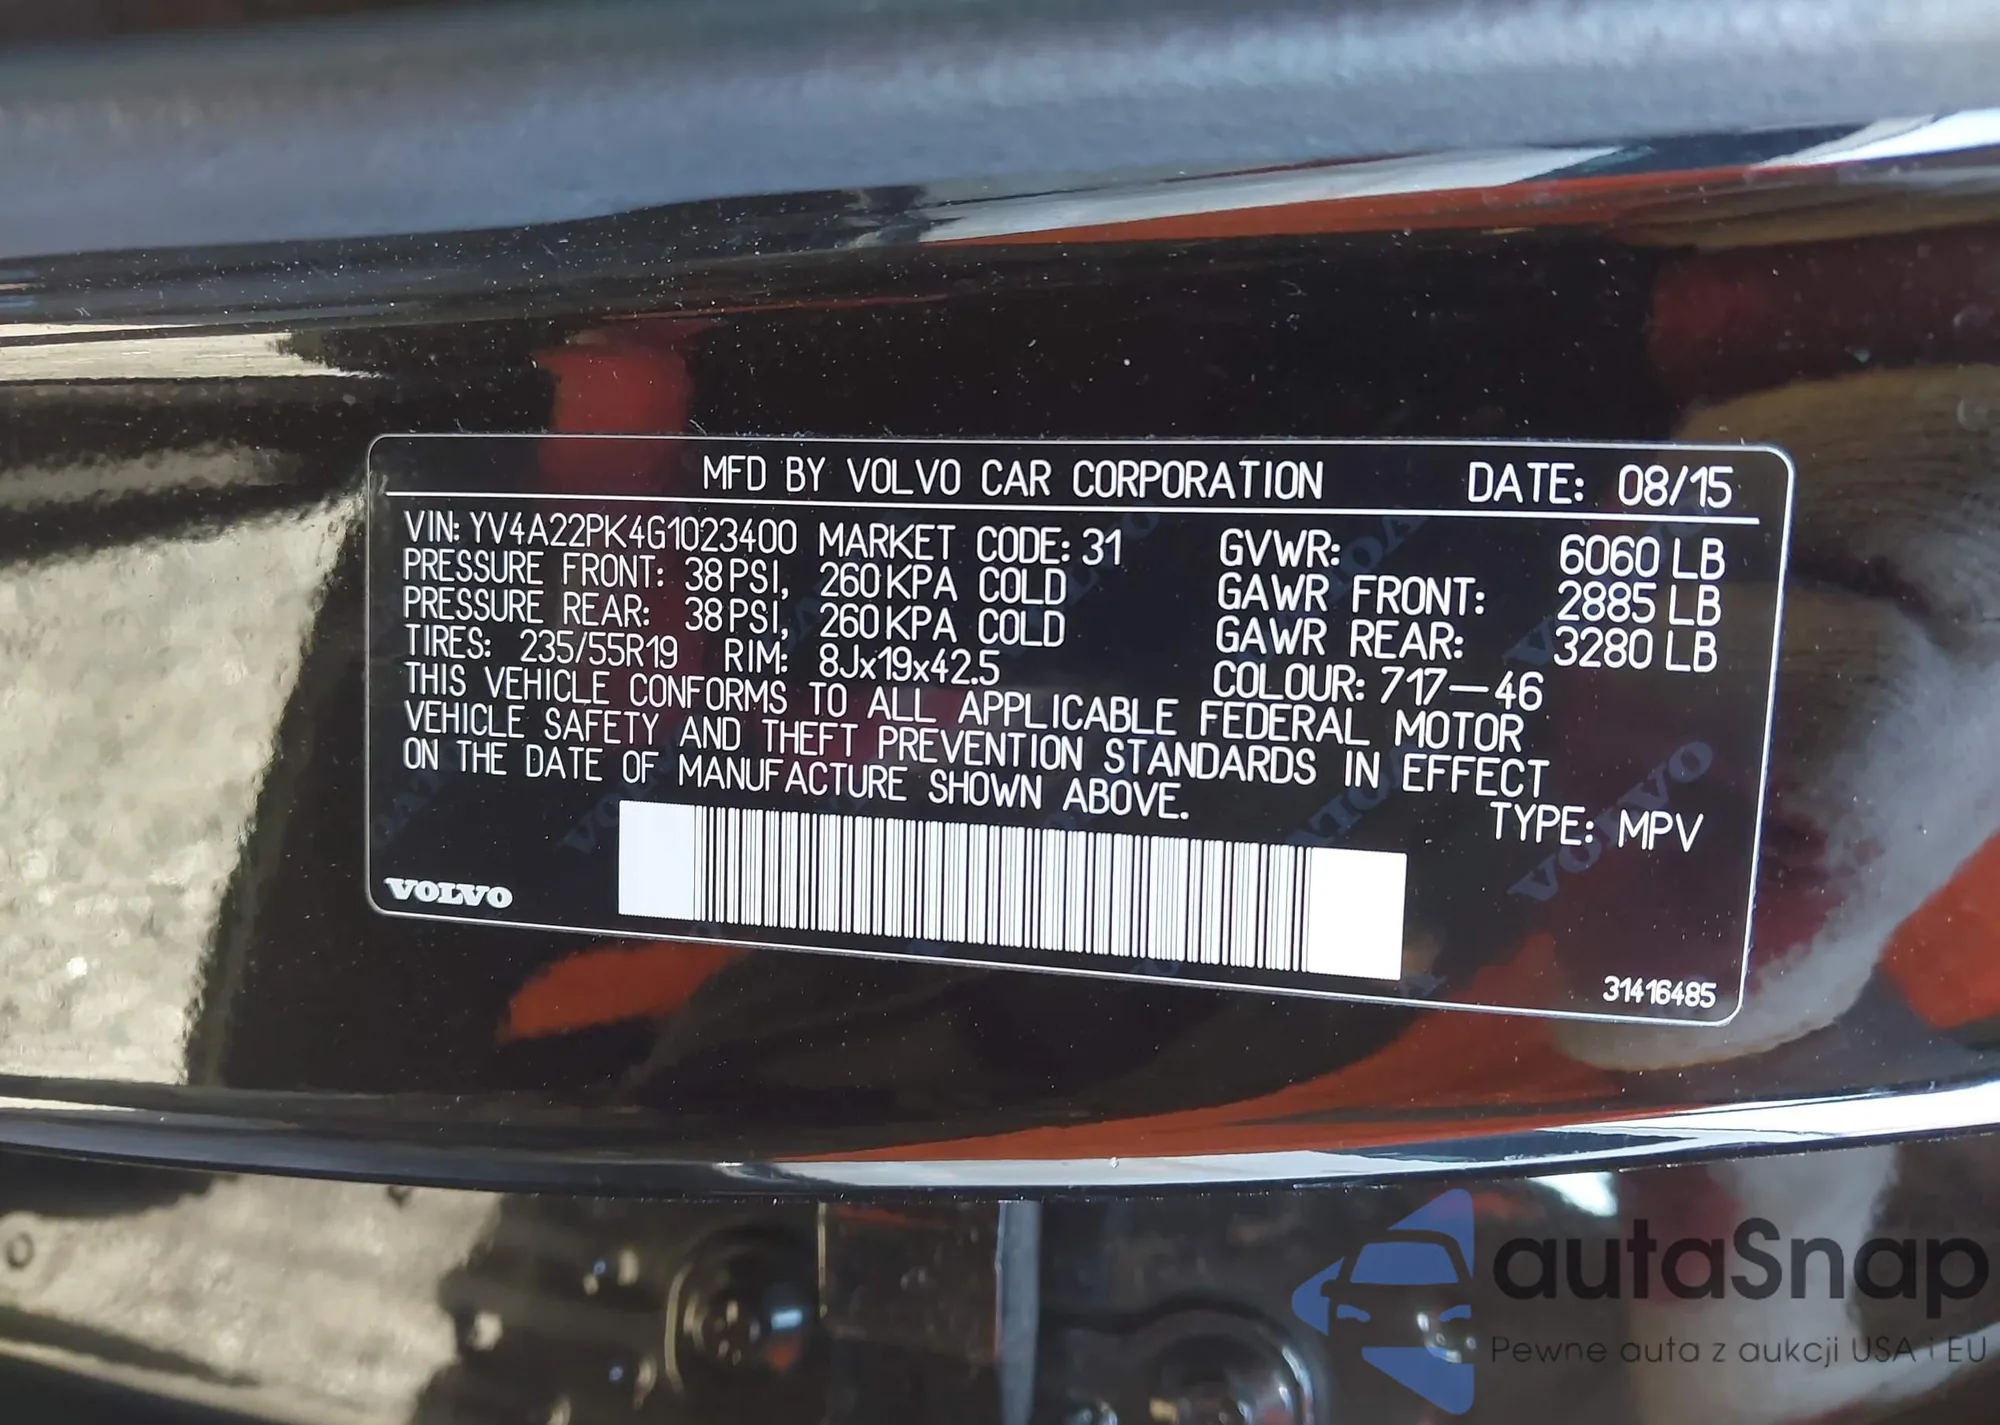 MFD BY VOLVO CAR CORPORATION DATE: 08/15
VIN: YV4A22PK4G1023400 MARKET CODE: 31 GVWR: 6060 LB
PRESSURE FRONT: 38 PSI, 260 KPA COLD GAWR FRONT: 2885 LB
PRESSURE REAR: 38 PSI, 260 KPA COLD GAWR REAR: 3280 LB
TIRES: 235/55R19 RIM: 8Jx19x42.5 COLOUR: 717-46
THIS VEHICLE CONFORMS TO ALL APPLICABLE FEDERAL MOTOR
VEHICLE SAFETY AND THEFT PREVENTION STANDARDS IN EFFECT
ON THE DATE OF MANUFACTURE SHOWN ABOVE.
TYPE: MPV
VOLVO
31416485
autaSnap
Pewne auta z aukcji USA i EU